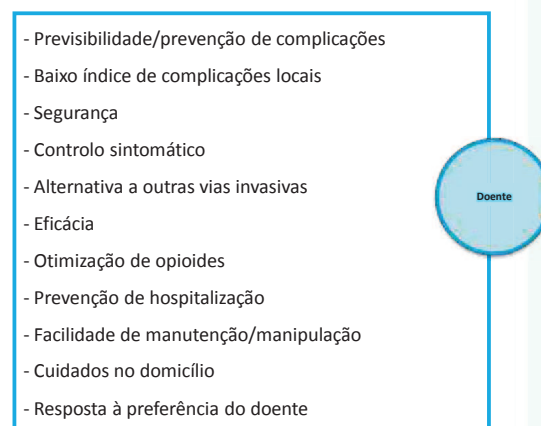 - Previsibilidade/prevenção de complicações
- Baixo índice de complicações locais
- Segurança
- Controlo sintomático
- Alternativa a outras vias invasivas
- Eficácia
- Otimização de opioides
- Prevenção de hospitalização
- Facilidade de manutenção/manipulação
- Cuidados no domicílio
- Resposta à preferência do doente
Doente